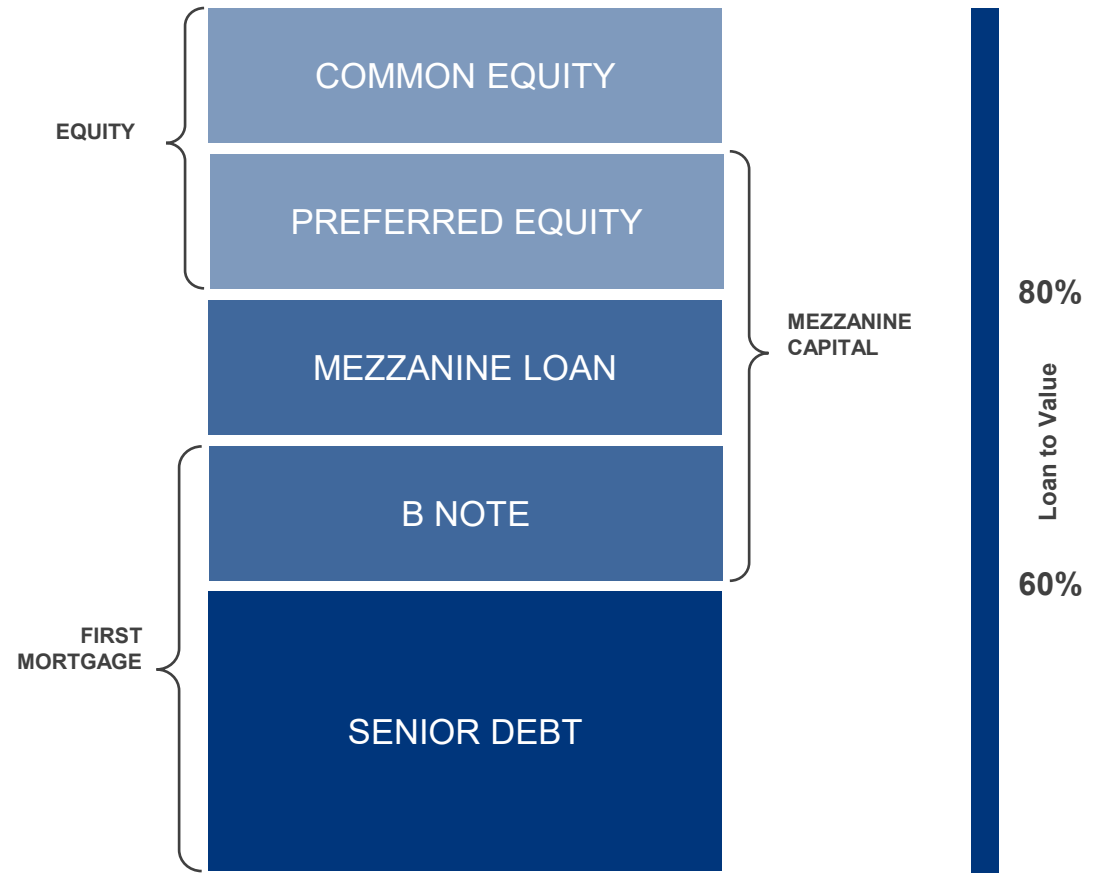 COMMON EQUITY
EQUITY
PREFERRED EQUITY
80%
MEZZANINE
CAPITAL
MEZZANINE LOAN
Loan to Value
B NOTE
60%
FIRST
MORTGAGE
SENIOR DEBT